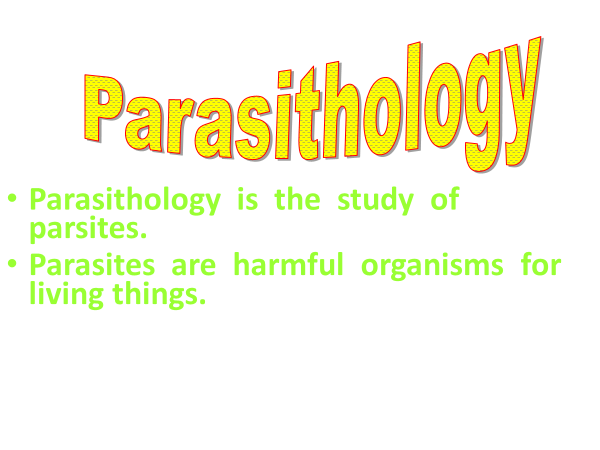 Parasithology
• Parasithology is the study of
parsites.
• Parasites are harmful organisms for
living things.